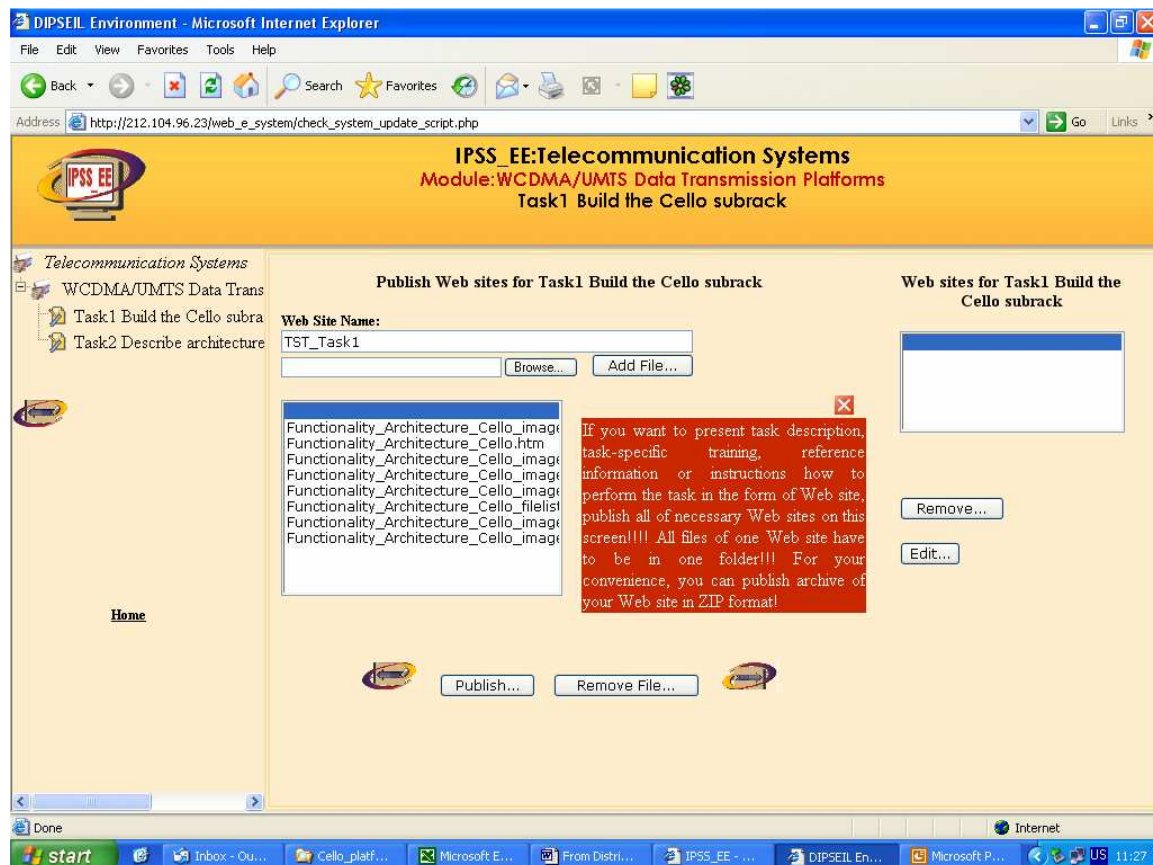 DIPSEIL Environment - Microsoft Internet Explorer
File Edit View Favorites Tools Help
Back Search Favorites
Address http://212.104.96.23/web_e_system/check_system_update_script.php Go Links
IPSS_EE
IPSS_EE:Telecommunication Systems
Module:WCDMA/UMTS Data Transmission Platforms
Task1 Build the Cello subrack
Telecommunication Systems
WCDMA/UMTS Data Trans
Task1 Build the Cello subra
Task2 Describe architecture
Home
Publish Web sites for Task1 Build the Cello subrack
Web Site Name:
TST_Task1
Browse... Add File...
Functionality_Architecture_Cello_image
Functionality_Architecture_Cello.htm
Functionality_Architecture_Cello_image
Functionality_Architecture_Cello_image
Functionality_Architecture_Cello_image
Functionality_Architecture_Cello_filelist
Functionality_Architecture_Cello_image
Functionality_Architecture_Cello_image
If you want to present task description,
task-specific training, reference
information or instructions how to
perform the task in the form of Web site,
publish all of necessary Web sites on this
screen!!!! All files of one Web site have
to be in one folder!!! For your
convenience, you can publish archive of
your Web site in ZIP format!
Publish... Remove File...
Web sites for Task1 Build the
Cello subrack
Remove...
Edit...
Done Internet
start Inbox - Ou... Cello_platf... Microsoft E... From Distri... IPSS_EE - ... DIPSEIL En... Microsoft P... US 11:27